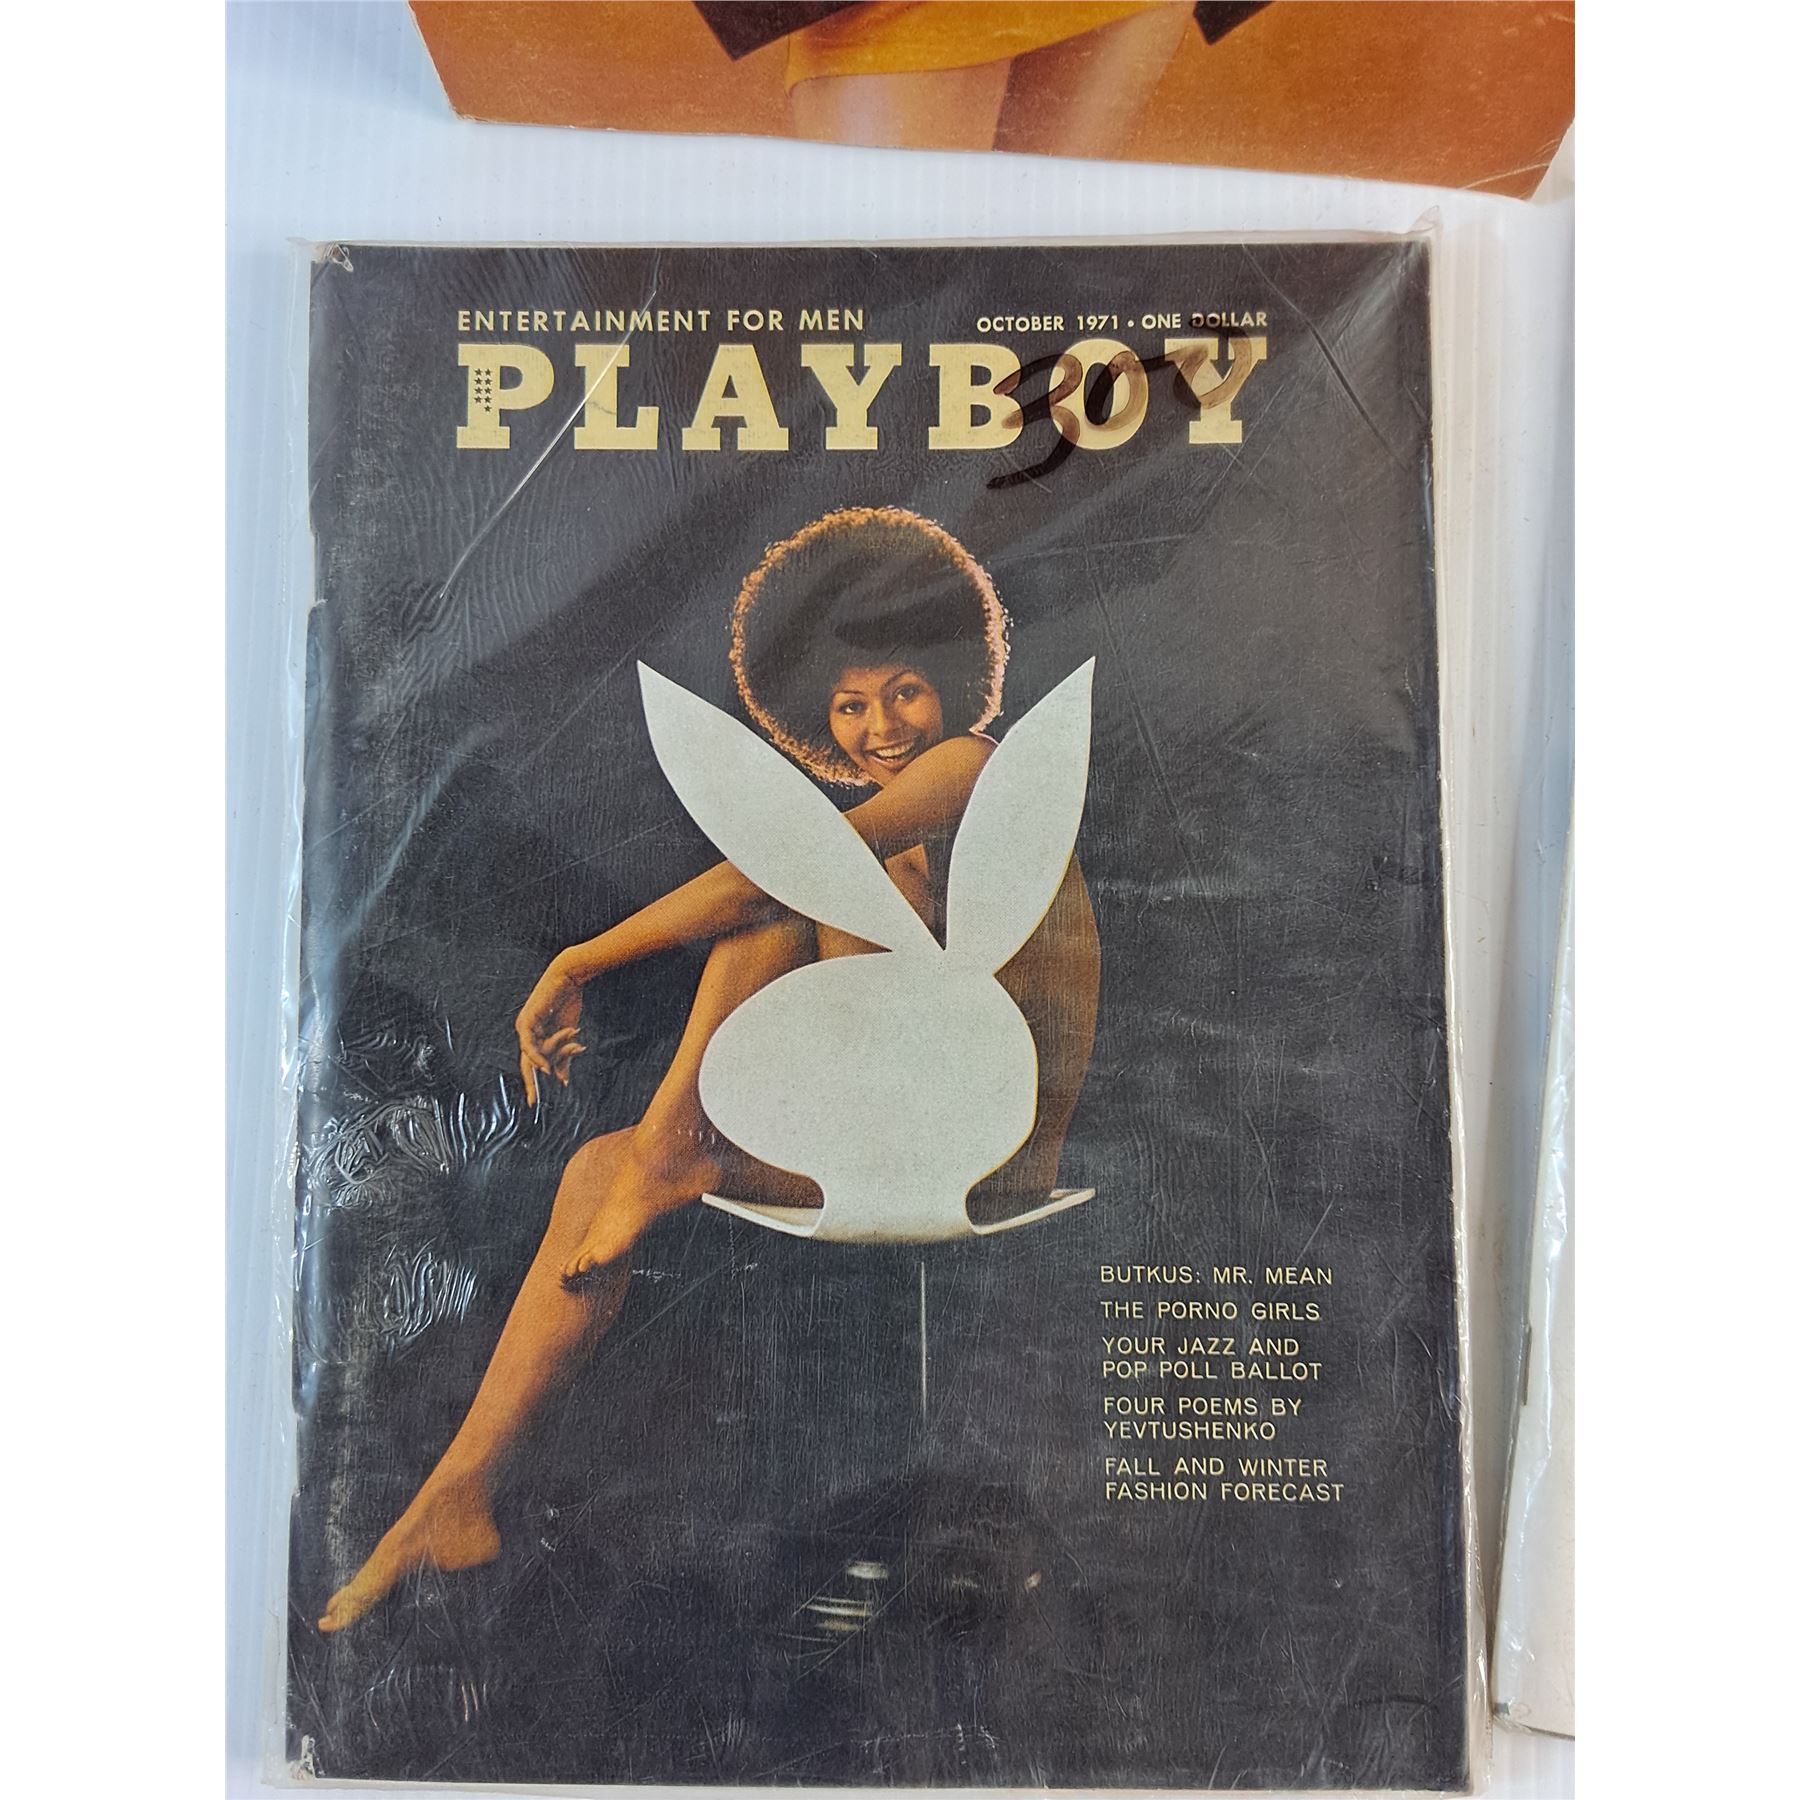 ENTERTAINMENT FOR MEN
OCTOBER 1971 • ONE DOLLAR
PLAYBOY
300
BUTKUS: MR. MEAN
THE PORNO GIRLS
YOUR JAZZ AND
POP POLL BALLOT
FOUR POEMS BY
YEVTUSHENKO
FALL AND WINTER
FASHION FORECAST